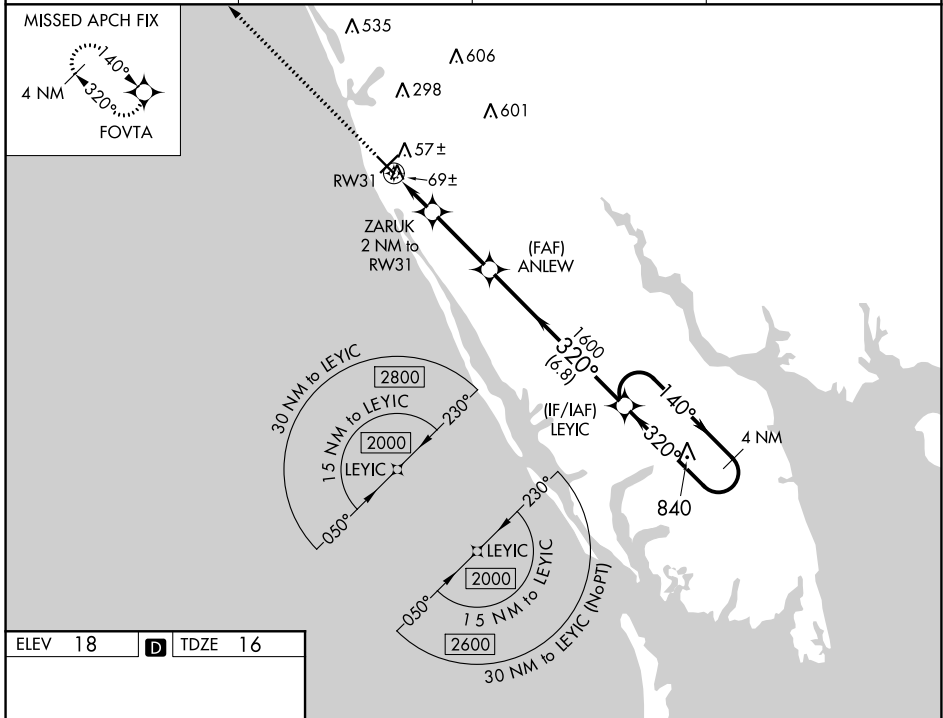 MISSED APCH FIX
140°
4 NM
320°
FOVTA
535
606
298
601
57±
RW31
69±
ZARUK
2 NM to
RW31
(FAF)
ANLEW
1600
320°
(6.8)
(IF/IAF)
LEYIC
140°
320°
4 NM
840
30 NM to LEYIC
2800
15 NM to LEYIC
230°
2000
LEYIC
050°
230°
LEYIC
2000
050°
15 NM to LEYIC
2600
30 NM to LEYIC (NoPT)
ELEV 18 D TDZE 16